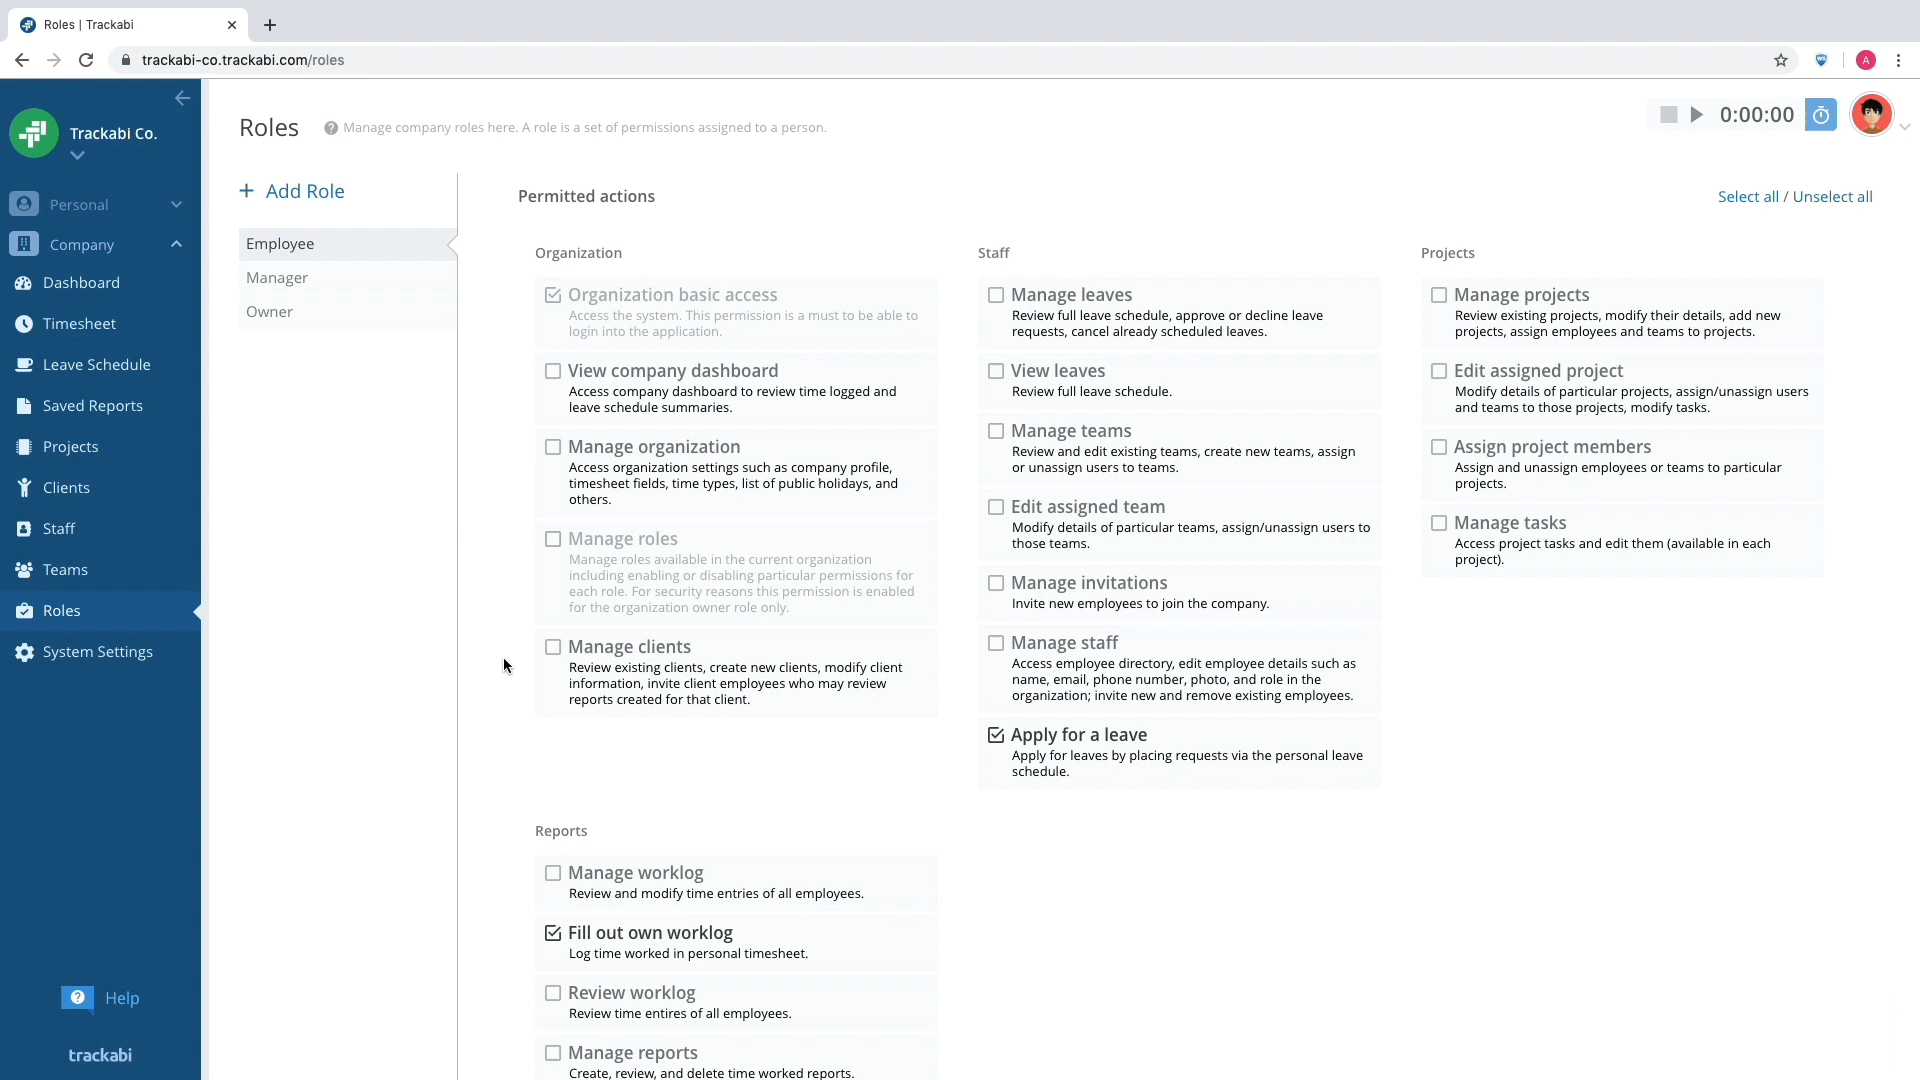 Roles | Trackabi
trackabi-co.trackabi.com/roles
A
Trackabi Co.
Personal
Company
Dashboard
Timesheet
Leave Schedule
Saved Reports
Projects
Clients
Staff
Teams
Roles
System Settings
Help
trackabi
Roles
Manage company roles here. A role is a set of permissions assigned to a person.
0:00:00
+ Add Role
Employee
Manager
Owner
Permitted actions
Select all / Unselect all
Organization
Organization basic access
Access the system. This permission is a must to be able to
login into the application.
View company dashboard
Access company dashboard to review time logged and
leave schedule summaries.
Manage organization
Access organization settings such as company profile,
timesheet fields, time types, list of public holidays, and
others.
Manage roles
Manage roles available in the current organization
including enabling or disabling particular permissions for
each role. For security reasons this permission is enabled
for the organization owner role only.
Manage clients
Review existing clients, create new clients, modify client
information, invite client employees who may review
reports created for that client.
Staff
Manage leaves
Review full leave schedule, approve or decline leave
requests, cancel already scheduled leaves.
View leaves
Review full leave schedule.
Manage teams
Review and edit existing teams, create new teams, assign
or unassign users to teams.
Edit assigned team
Modify details of particular teams, assign/unassign users to
those teams.
Manage invitations
Invite new employees to join the company.
Manage staff
Access employee directory, edit employee details such as
name, email, phone number, photo, and role in the
organization; invite new and remove existing employees.
Apply for a leave
Apply for leaves by placing requests via the personal leave
schedule.
Projects
Manage projects
Review existing projects, modify their details, add new
projects, assign employees and teams to projects.
Edit assigned project
Modify details of particular projects, assign/unassign users
and teams to those projects, modify tasks.
Assign project members
Assign and unassign employees or teams to particular
projects.
Manage tasks
Access project tasks and edit them (available in each
project).
Reports
Manage worklog
Review and modify time entries of all employees.
Fill out own worklog
Log time worked in personal timesheet.
Review worklog
Review time entires of all employees.
Manage reports
Create, review, and delete time worked reports.